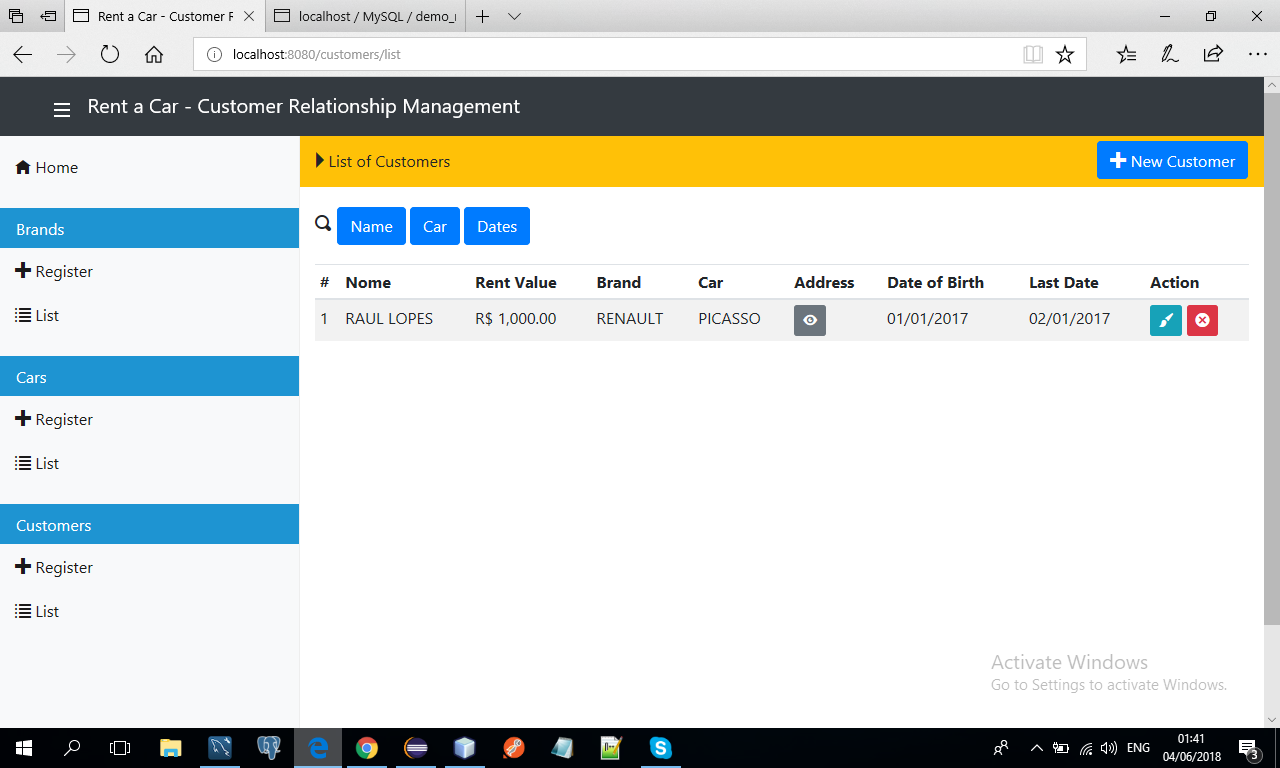 Rent a Car - Customer R
localhost / MySQL / demo_
localhost:8080/customers/list
Rent a Car - Customer Relationship Management
Home
Brands
Register
List
Cars
Register
List
Customers
Register
List
List of Customers
New Customer
Name Car Dates
# Nome Rent Value Brand Car Address Date of Birth Last Date Action
1 RAUL LOPES R$ 1,000.00 RENAULT PICASSO 01/01/2017 02/01/2017
Activate Windows
Go to Settings to activate Windows.
ENG
01:41
04/06/2018
3